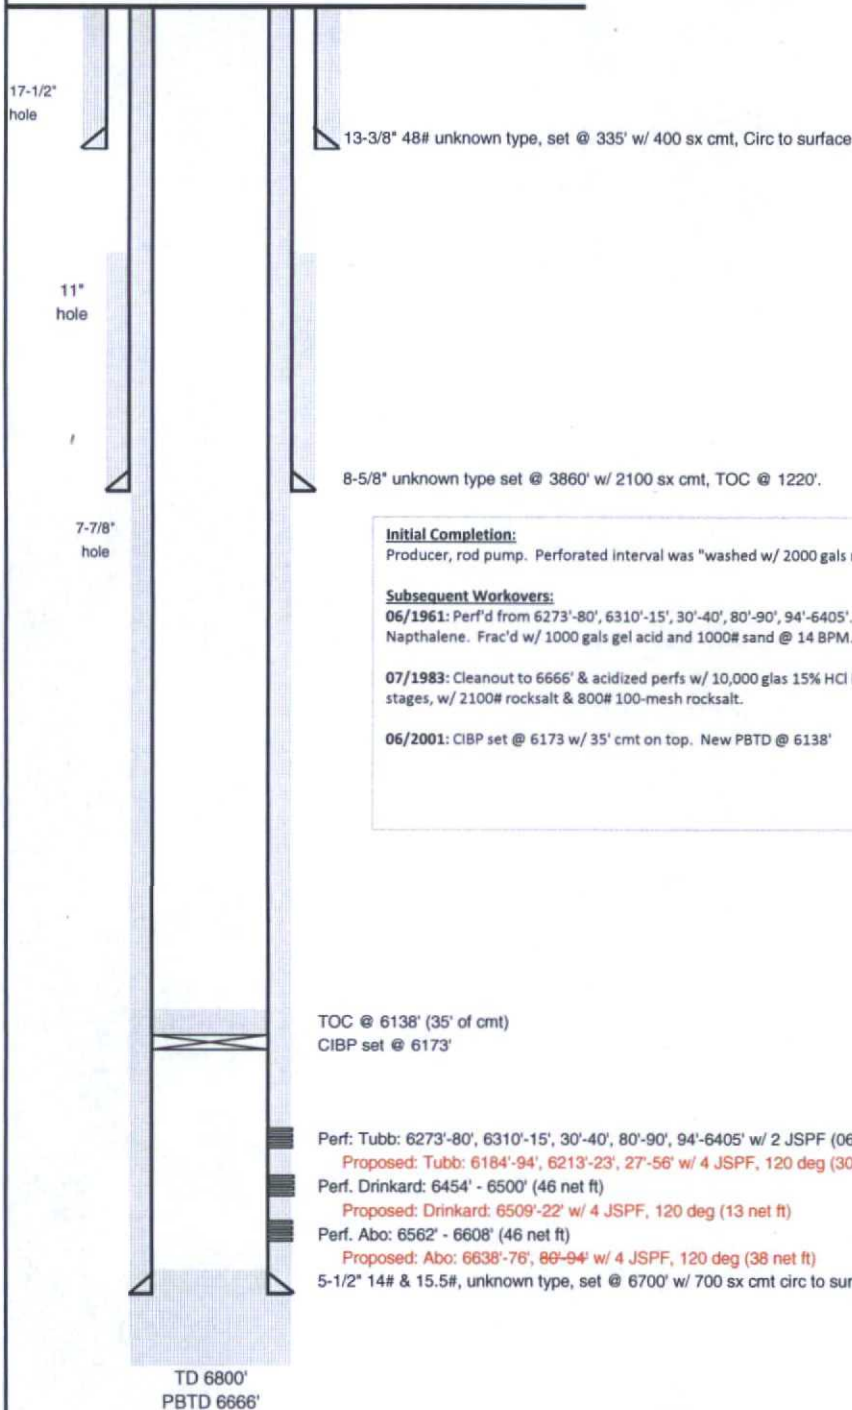 17-1/2"
hole
13-3/8" 48# unknown type, set @ 335' w/ 400 sx cmt, Circ to surface
11"
hole
8-5/8" unknown type set @ 3860' w/ 2100 sx cmt, TOC @ 1220'.
7-7/8"
hole
Initial Completion:
Producer, rod pump. Perforated interval was "washed w/ 2000 gals
Subsequent Workovers:
06/1961: Perf'd from 6273'-80', 6310'-15', 30'-40', 80'-90', 94'-6405'.
Napthalene. Frac'd w/ 1000 gals gel acid and 1000# sand @ 14 BPM.
07/1983: Cleanout to 6666' & acidized perfs w/ 10,000 glas 15% HCl
stages, w/ 2100# rocksalt & 800# 100-mesh rocksalt.
06/2001: CIBP set @ 6173 w/ 35' cmt on top. New PBTD @ 6138'
TOC @ 6138' (35' of cmt)
CIBP set @ 6173'
Perf: Tubb: 6273'-80', 6310'-15', 30'-40', 80'-90', 94'-6405' w/ 2 JSPF (06
Proposed: Tubb: 6184'-94', 6213'-23', 27'-56' w/ 4 JSPF, 120 deg (30
Perf. Drinkard: 6454' - 6500' (46 net ft)
Proposed: Drinkard: 6509'-22' w/ 4 JSPF, 120 deg (13 net ft)
Perf. Abo: 6562' - 6608' (46 net ft)
Proposed: Abo: 6638'-76', 80'-94' w/ 4 JSPF, 120 deg (38 net ft)
5-1/2" 14# & 15.5#, unknown type, set @ 6700' w/ 700 sx cmt circ to sur
TD 6800'
PBTD 6666'